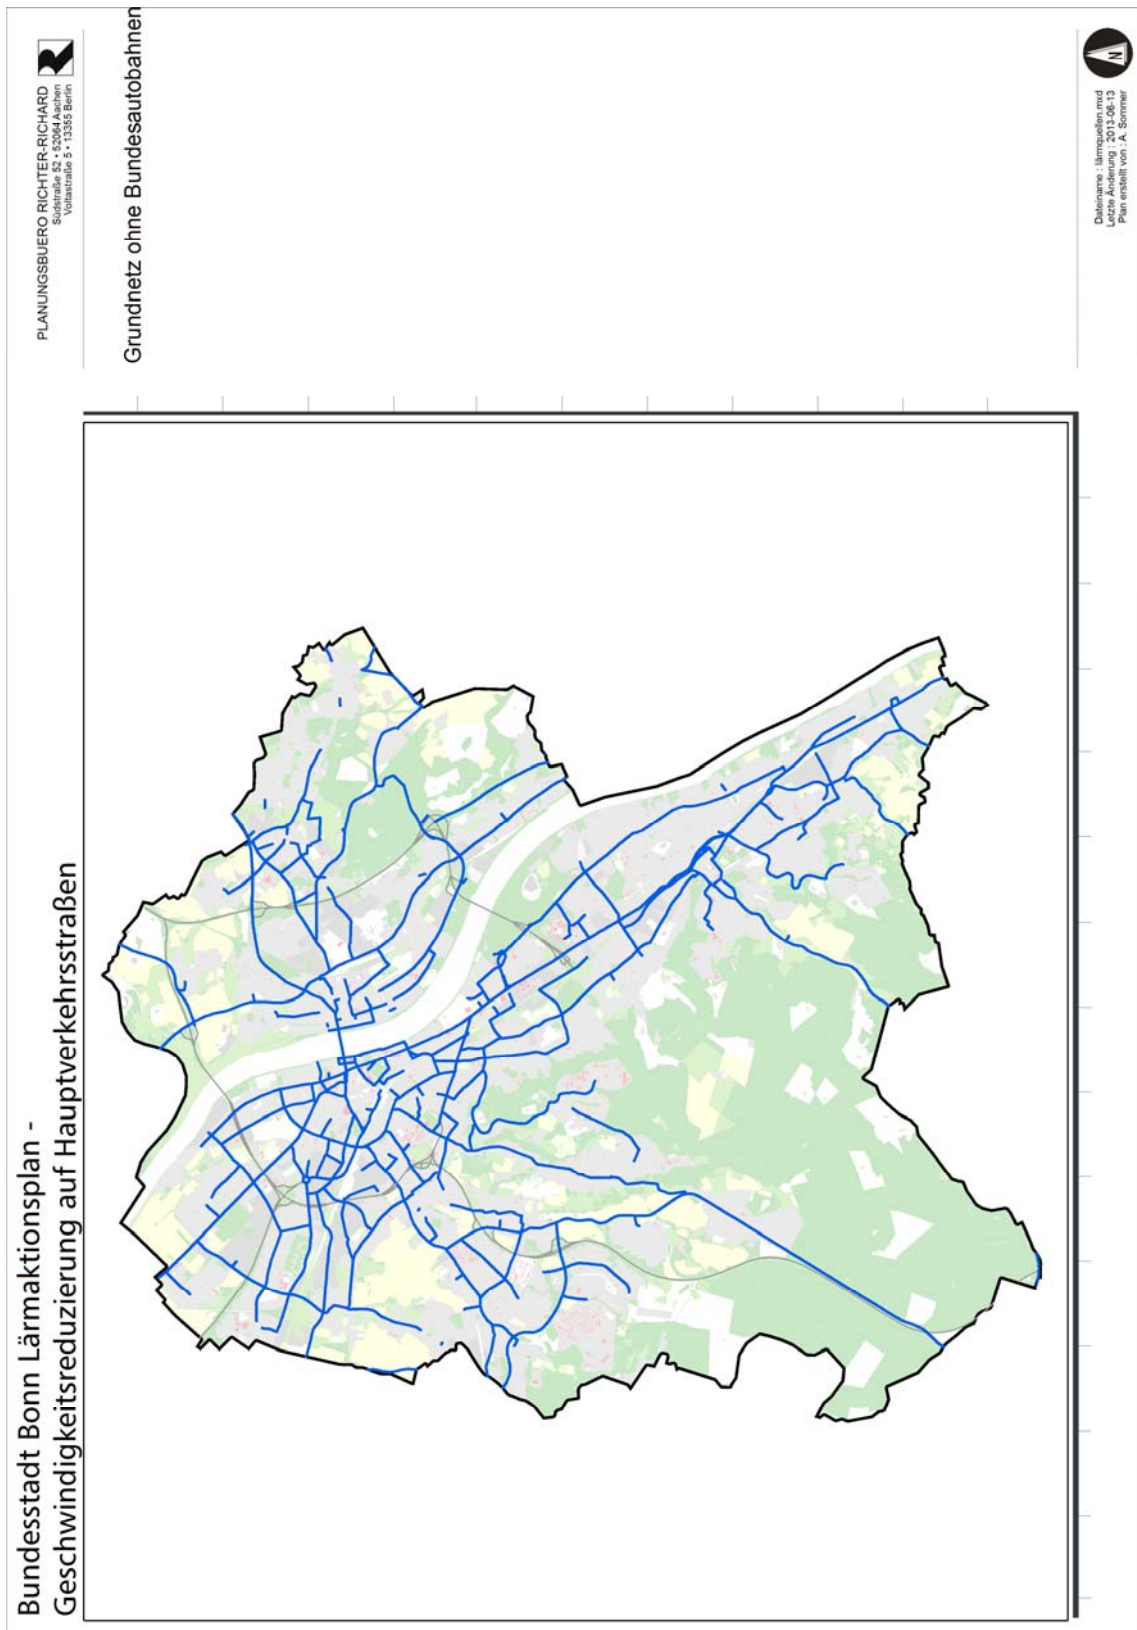 Bundesstadt Bonn Lärmaktionsplan -
Geschwindigkeitsreduzierung auf Hauptverkehrsstraßen
PLANUNGSBUERO RICHTER-RICHARD
Südstraße 52 • 52064 Aachen
Voltastraße 5 • 13355 Berlin
R
Grundnetz ohne Bundesautobahnen
N
Dateiname : lärmquellen.mxd
Letzte Änderung : 2013-06-13
Plan erstellt von : A. Sommer